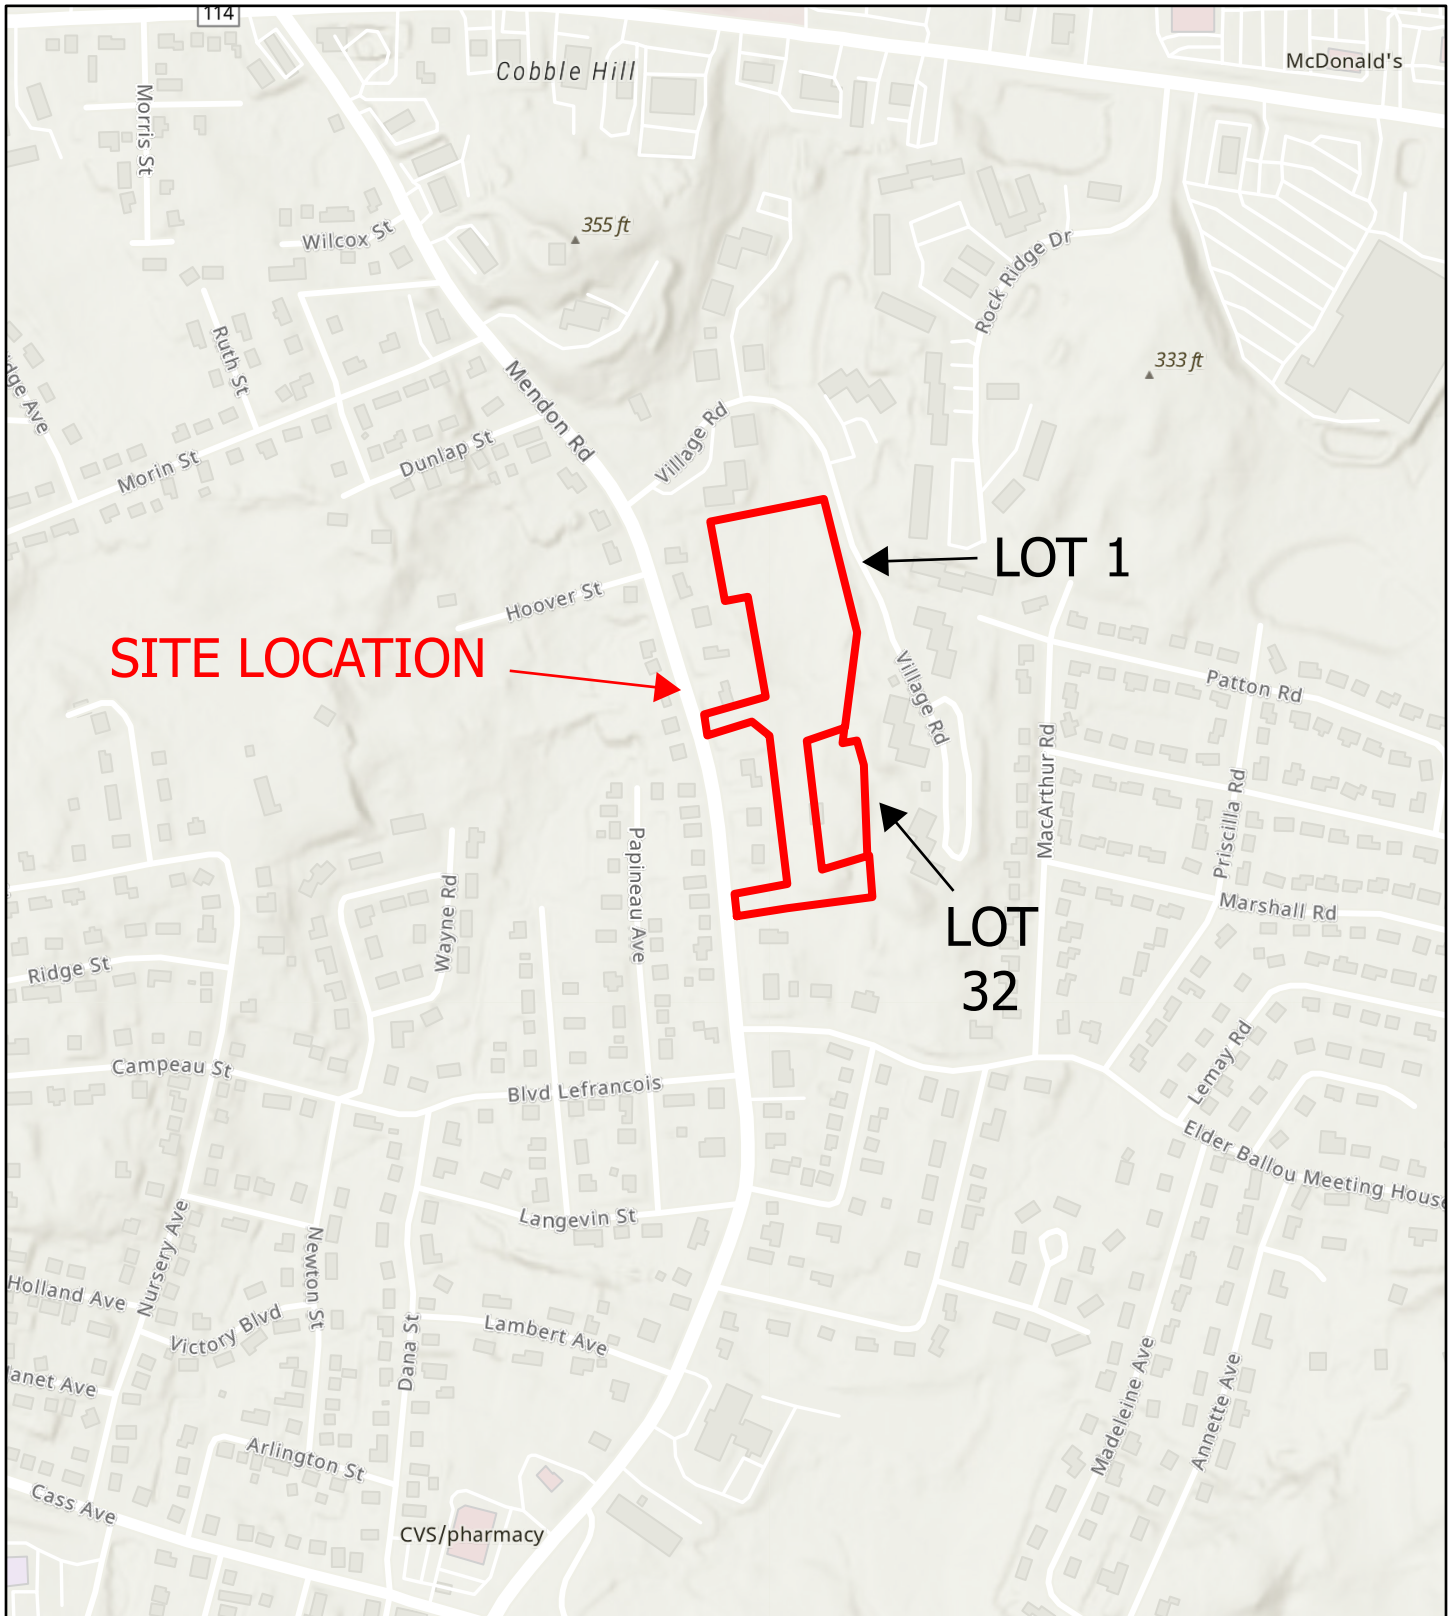 114
McDonald's
Cobble Hill
Morris St
355 ft
Wilcox St
Rock Ridge Dr
Ruth St
333 ft
Mendon Rd
Village Rd
Dunlap St
Morin St
LOT 1
Hoover St
SITE LOCATION
Village Rd
Patton Rd
MacArthur Rd
Priscilla Rd
Papineau Ave
Wayne Rd
Marshall Rd
LOT
32
Ridge St
Lemay Rd
Campeau St
Blvd Lefrancois
Elder Ballou Meeting House
Langevin St
Nursery Ave
Newton St
Holland Ave
Victory Blvd
Dana St
Lambert Ave
anet Ave
Madeleine Ave
Annette Ave
Arlington St
Cass Ave
CVS/pharmacy